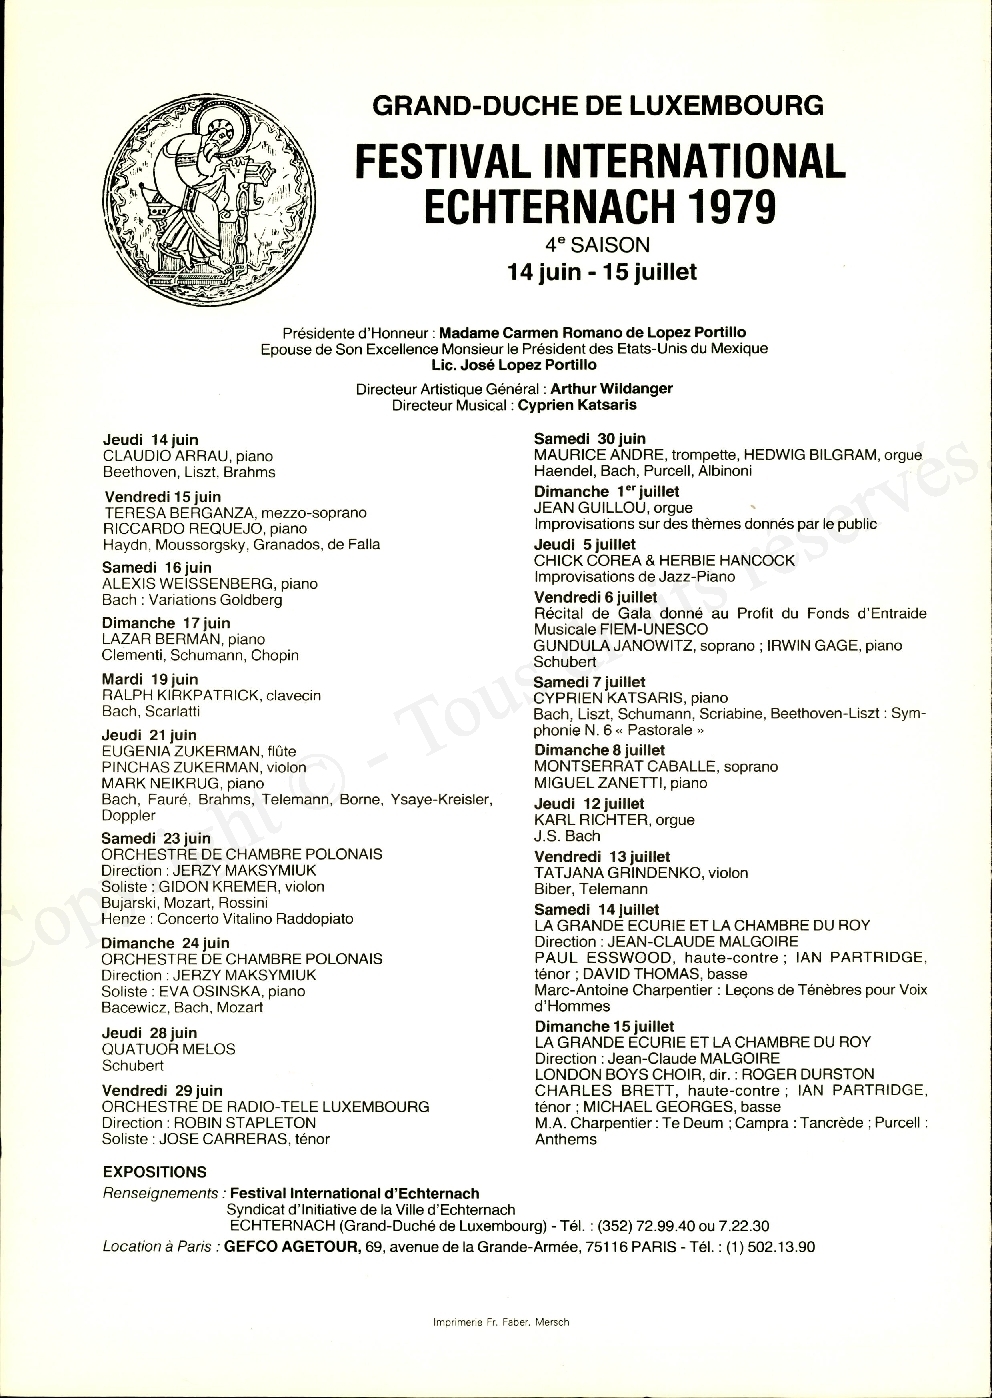 GRAND-DUCHE DE LUXEMBOURG
FESTIVAL INTERNATIONAL
ECHTERNACH 1979
4e SAISON
14 juin - 15 juillet
Présidente d'Honneur : Madame Carmen Romano de Lopez Portillo
Epouse de Son Excellence Monsieur le Président des Etats-Unis du Mexique
Lic. José Lopez Portillo
Directeur Artistique Général : Arthur Wildanger
Directeur Musical : Cyprien Katsaris
Jeudi 14 juin
CLAUDIO ARRAU, piano
Beethoven, Liszt, Brahms
Vendredi 15 juin
TERESA BERGANZA, mezzo-soprano
RICCARDO REQUEJO, piano
Haydn, Moussorgsky, Granados, de Falla
Samedi 16 juin
ALEXIS WEISSENBERG, piano
Bach : Variations Goldberg
Dimanche 17 juin
LAZAR BERMAN, piano
Clementi, Schumann, Chopin
Mardi 19 juin
RALPH KIRKPATRICK, clavecin
Bach, Scarlatti
Jeudi 21 juin
EUGENIA ZUKERMAN, flûte
PINCHAS ZUKERMAN, violon
MARK NEIKRUG, piano
Bach, Fauré, Brahms, Telemann, Borne, Ysaye-Kreisler,
Doppler
Samedi 23 juin
ORCHESTRE DE CHAMBRE POLONAIS
Direction : JERZY MAKSYMIUK
Soliste : GIDON KREMER, violon
Bujarski, Mozart, Rossini
Henze : Concerto Vitalino Raddopiato
Dimanche 24 juin
ORCHESTRE DE CHAMBRE POLONAIS
Direction : JERZY MAKSYMIUK
Soliste : EVA OSINSKA, piano
Bacewicz, Bach, Mozart
Jeudi 28 juin
QUATUOR MELOS
Schubert
Vendredi 29 juin
ORCHESTRE DE RADIO-TELE LUXEMBOURG
Direction : ROBIN STAPLETON
Soliste : JOSE CARRERAS, ténor
Samedi 30 juin
MAURICE ANDRE, trompette, HEDWIG BILGRAM, orgue
Haendel, Bach, Purcell, Albinoni
Dimanche 1er juillet
JEAN GUILLOU, orgue
Improvisations sur des thèmes donnés par le public
Jeudi 5 juillet
CHICK COREA & HERBIE HANCOCK
Improvisations de Jazz-Piano
Vendredi 6 juillet
Récital de Gala donné au Profit du Fonds d'Entraide
Musicale FIEM-UNESCO
GUNDULA JANOWITZ, soprano ; IRWIN GAGE, piano
Schubert
Samedi 7 juillet
CYPRIEN KATSARIS, piano
Bach, Liszt, Schumann, Scriabine, Beethoven-Liszt : Sym-
phonie N. 6 « Pastorale »
Dimanche 8 juillet
MONTSERRAT CABALLE, soprano
MIGUEL ZANETTI, piano
Jeudi 12 juillet
KARL RICHTER, orgue
J.S. Bach
Vendredi 13 juillet
TATJANA GRINDENKO, violon
Biber, Telemann
Samedi 14 juillet
LA GRANDE ECURIE ET LA CHAMBRE DU ROY
Direction : JEAN-CLAUDE MALGOIRE
PAUL ESSWOOD, haute-contre ; IAN PARTRIDGE,
ténor ; DAVID THOMAS, basse
Marc-Antoine Charpentier : Leçons de Ténèbres pour Voix
d'Hommes
Dimanche 15 juillet
LA GRANDE ECURIE ET LA CHAMBRE DU ROY
Direction : Jean-Claude MALGOIRE
LONDON BOYS CHOIR, dir. : ROGER DURSTON
CHARLES BRETT, haute-contre ; IAN PARTRIDGE,
ténor ; MICHAEL GEORGES, basse
M.A. Charpentier : Te Deum ; Campra : Tancrède ; Purcell :
Anthems
EXPOSITIONS
Renseignements : Festival International d'Echternach
Syndicat d'Initiative de la Ville d'Echternach
ECHTERNACH (Grand-Duché de Luxembourg) - Tél. : (352) 72.99.40 ou 7.22.30
Location à Paris : GEFCO AGETOUR, 69, avenue de la Grande-Armée, 75116 PARIS - Tél. : (1) 502.13.90
Imprimerie Fr. Faber, Mersch
Copyright © - Tous droits réservés.